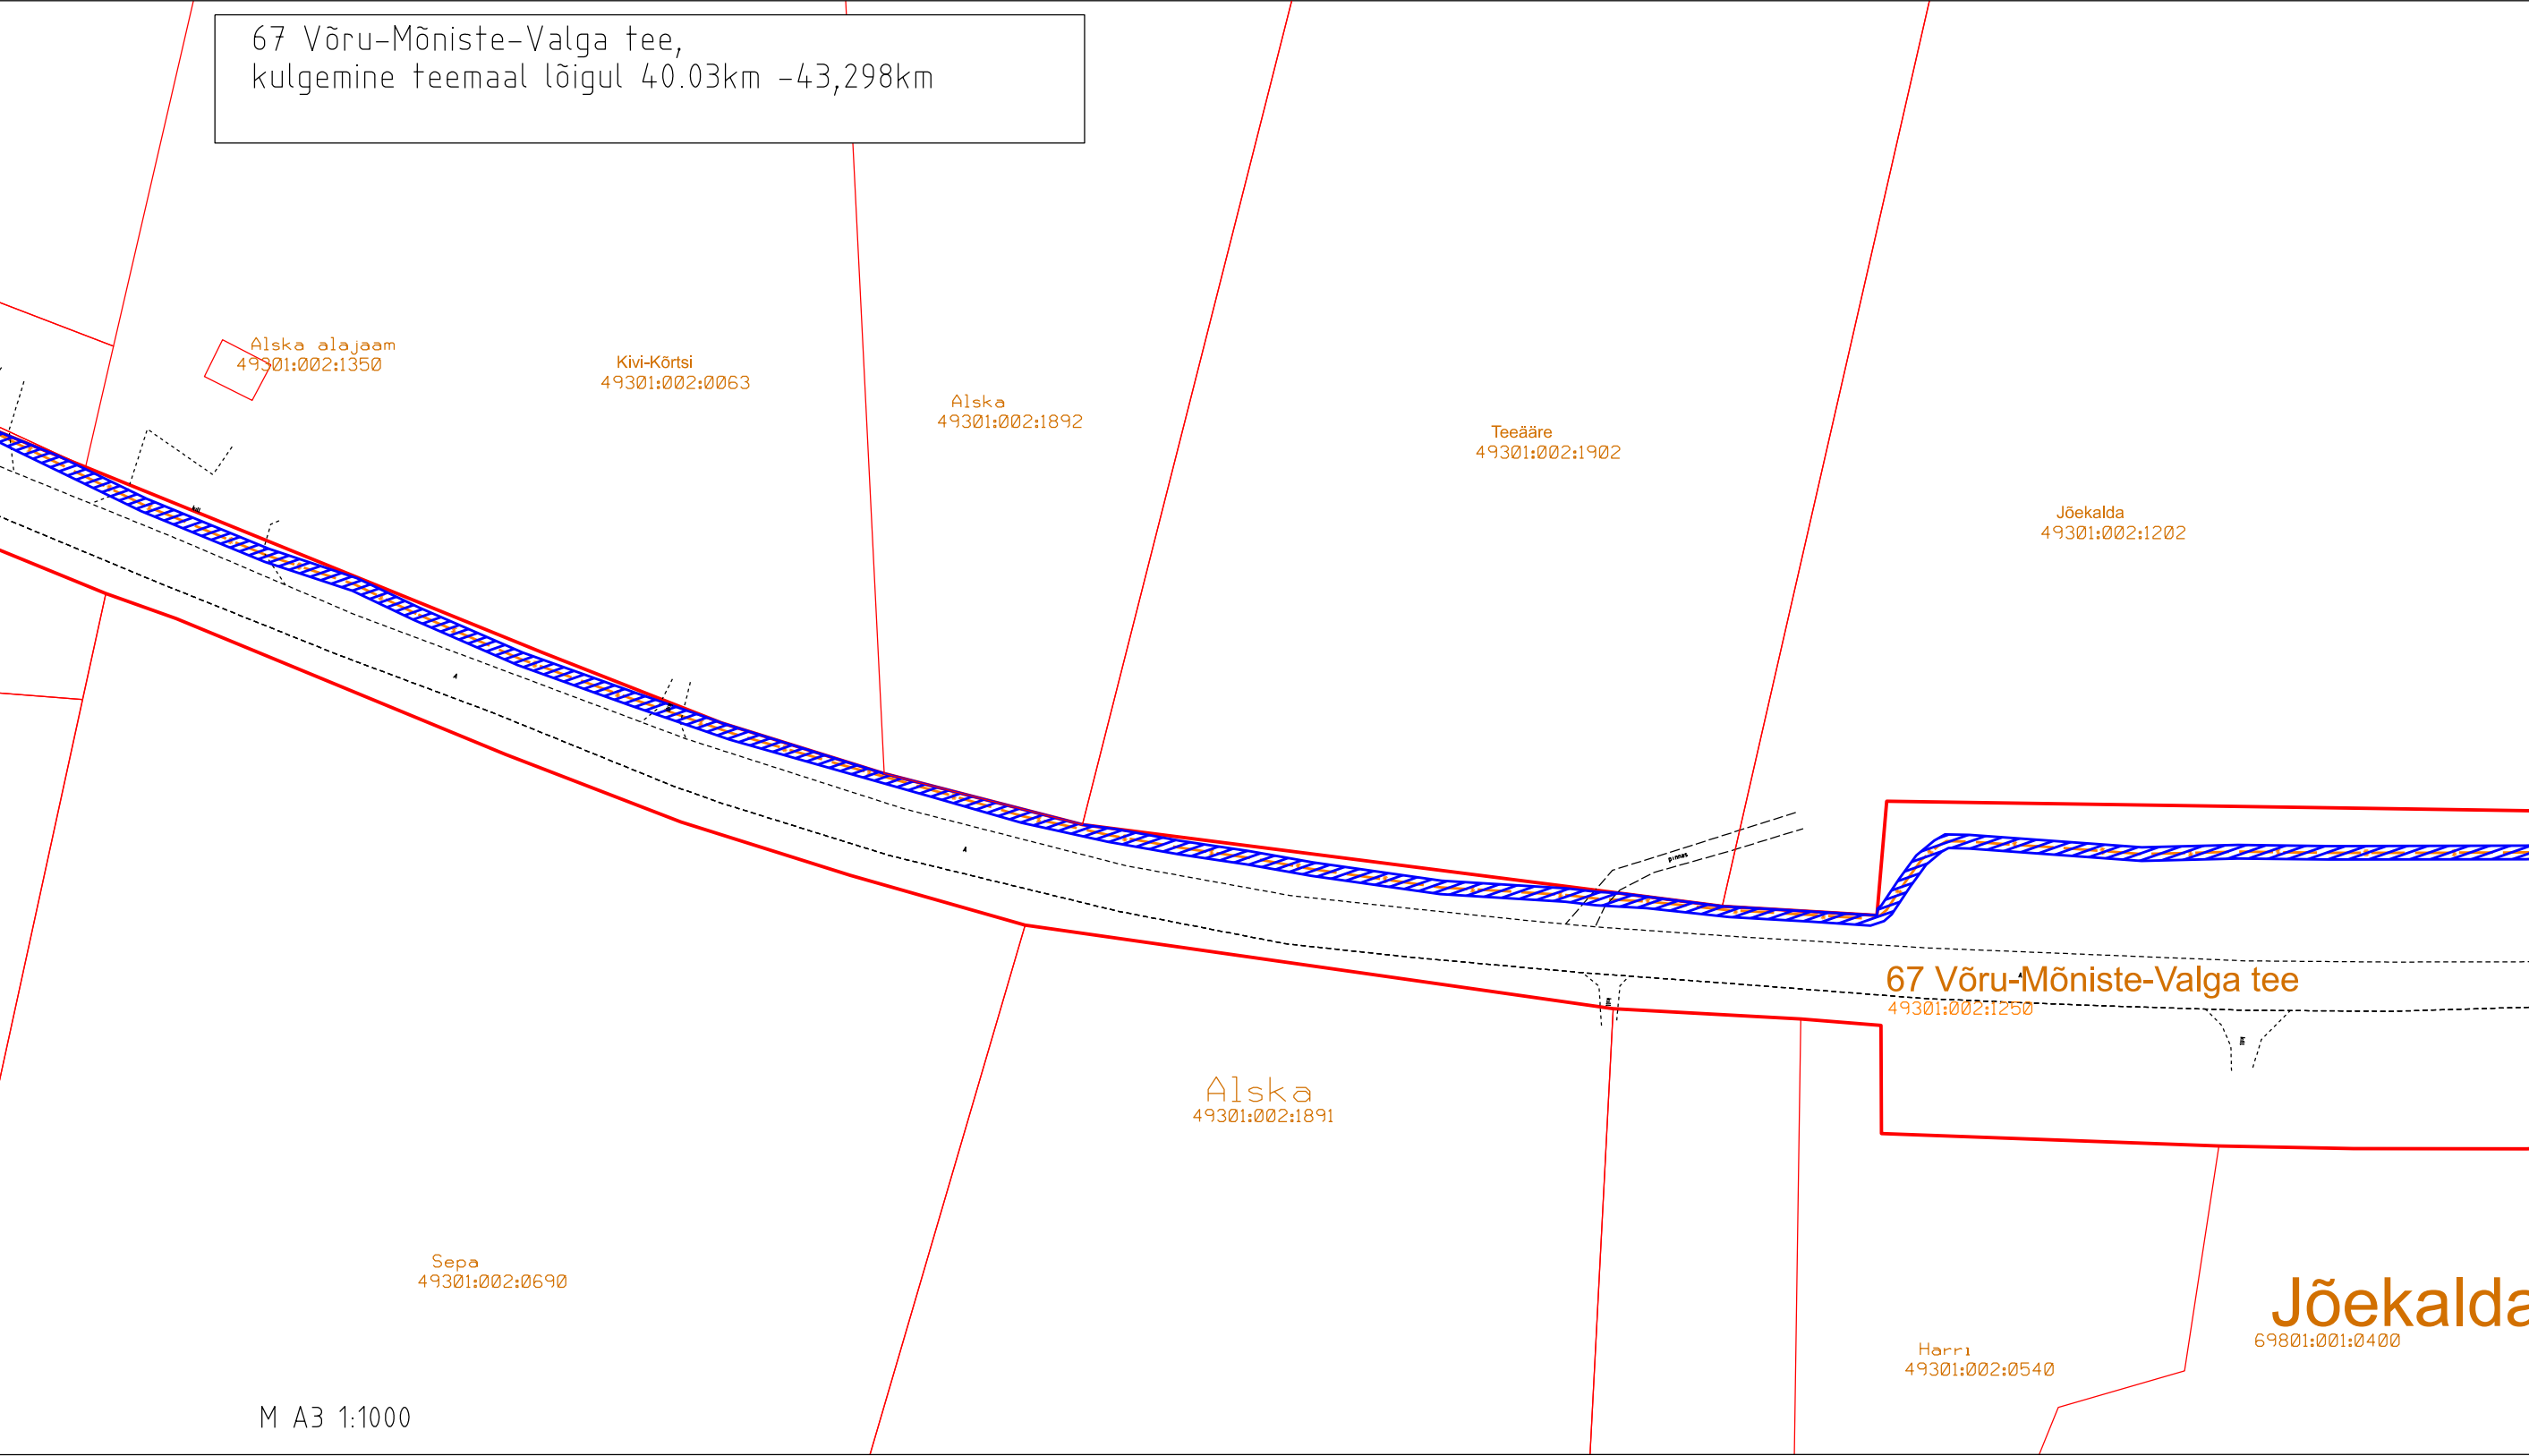 67 Võru-Mõniste-Valga tee,
kulgemine teemaal lõigul 40.03km -43,298km
Alska alajaam
49301:002:1350
Kivi-Kõrtsi
49301:002:0063
Alska
49301:002:1892
Teeääre
49301:002:1902
Jõekalda
49301:002:1202
A
A
pinnas
A
67 Võru-Mõniste-Valga tee
49301:002:1250
Alska
49301:002:1891
Sepa
49301:002:0690
Harri
49301:002:0540
Jõekalda
69801:001:0400
M A3 1:1000